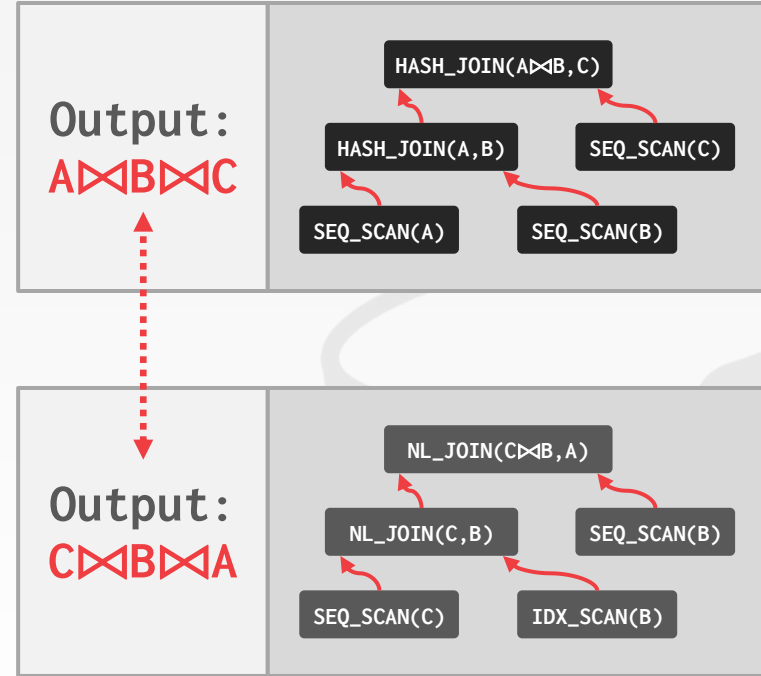 Output:
A⋈B⋈C
HASH_JOIN(A⋈B,C)
HASH_JOIN(A,B)
SEQ_SCAN(C)
SEQ_SCAN(A)
SEQ_SCAN(B)
Output:
C⋈B⋈A
NL_JOIN(C⋈B,A)
NL_JOIN(C,B)
SEQ_SCAN(B)
SEQ_SCAN(C)
IDX_SCAN(B)